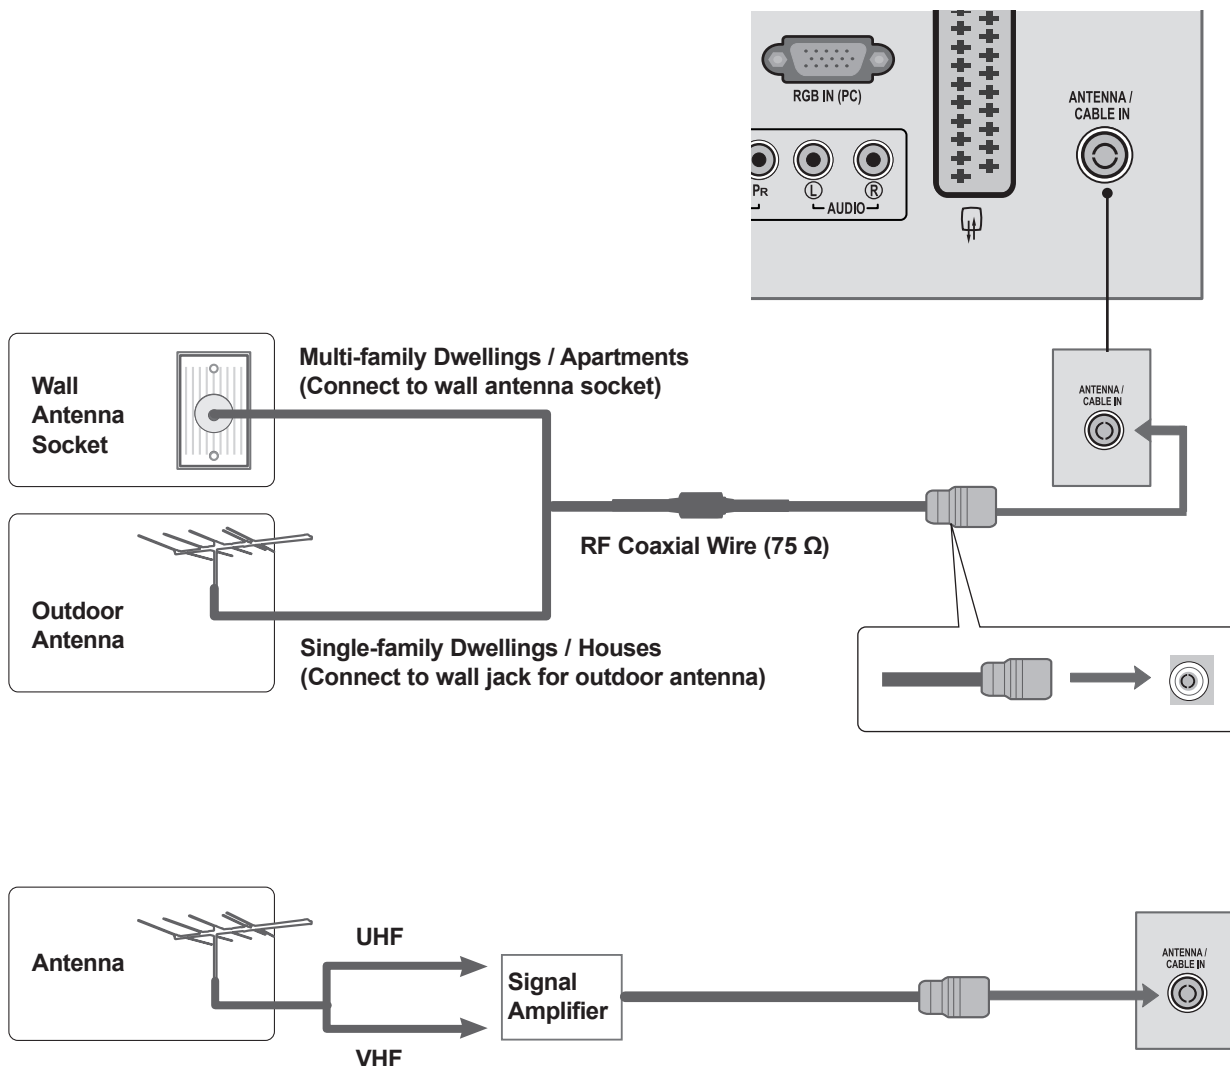 RGB IN (PC)
ANTENNA /
CABLE IN
PR
L
R
AUDIO
Wall
Antenna
Socket
Multi-family Dwellings / Apartments
(Connect to wall antenna socket)
ANTENNA /
CABLE IN
RF Coaxial Wire (75 Ω)
Outdoor
Antenna
Single-family Dwellings / Houses
(Connect to wall jack for outdoor antenna)
Antenna
UHF
VHF
Signal
Amplifier
ANTENNA /
CABLE IN